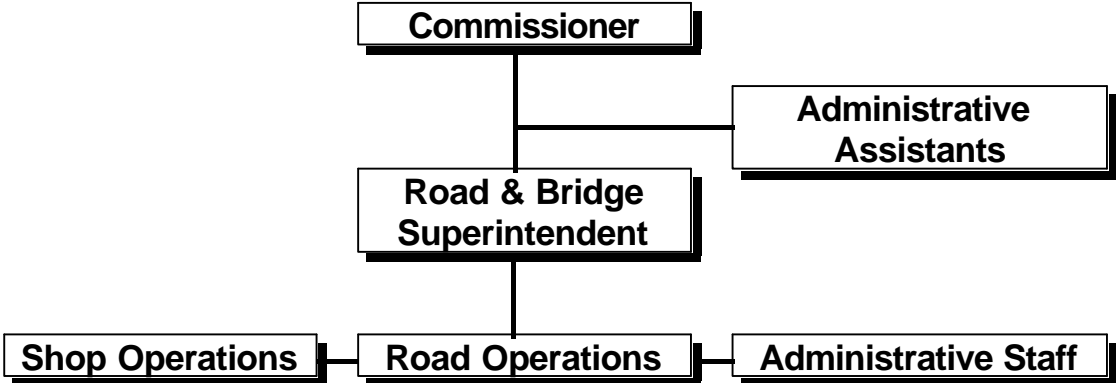 Commissioner
Administrative
Assistants
Road & Bridge
Superintendent
Shop Operations
Road Operations
Administrative Staff